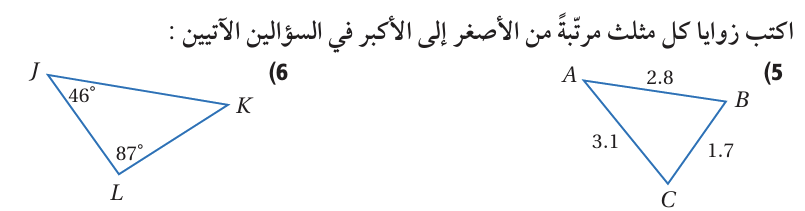 اكتب زوايا كل مثلث مرتّبةً من الأصغر إلى الأكبر في السؤالين الآتيين :
(5
A
2.8
B
3.1
1.7
C
(6
J
46°
K
87°
L